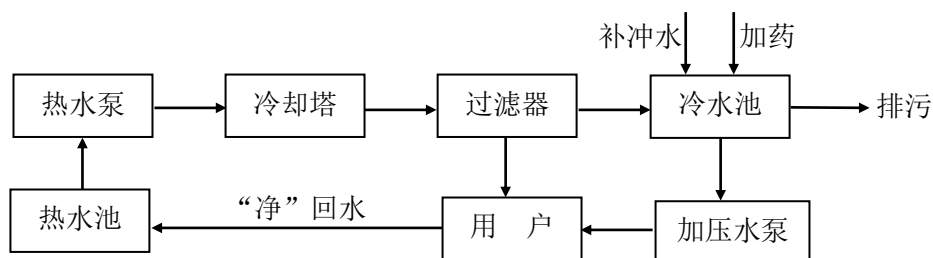 补冲水
加药
热水泵
冷却塔
过滤器
冷水池
排污
热水池
“净”回水
用 户
加压水泵